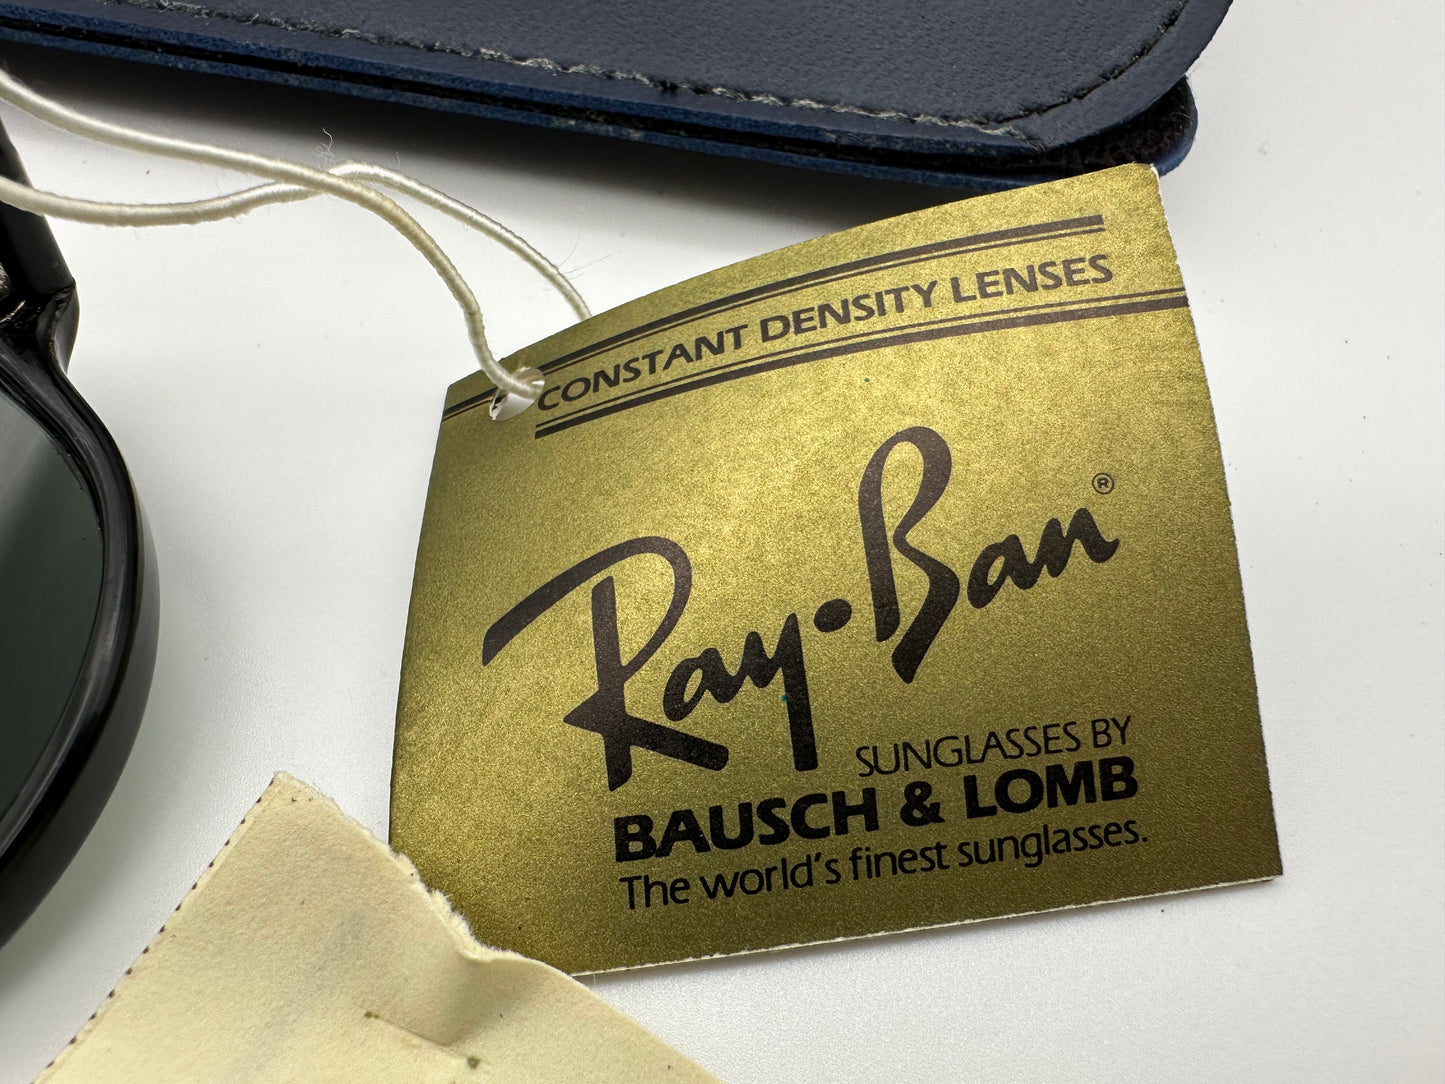 CONSTANT DENSITY LENSES
Ray•Ban®
SUNGLASSES BY
BAUSCH & LOMB
The world's finest sunglasses.